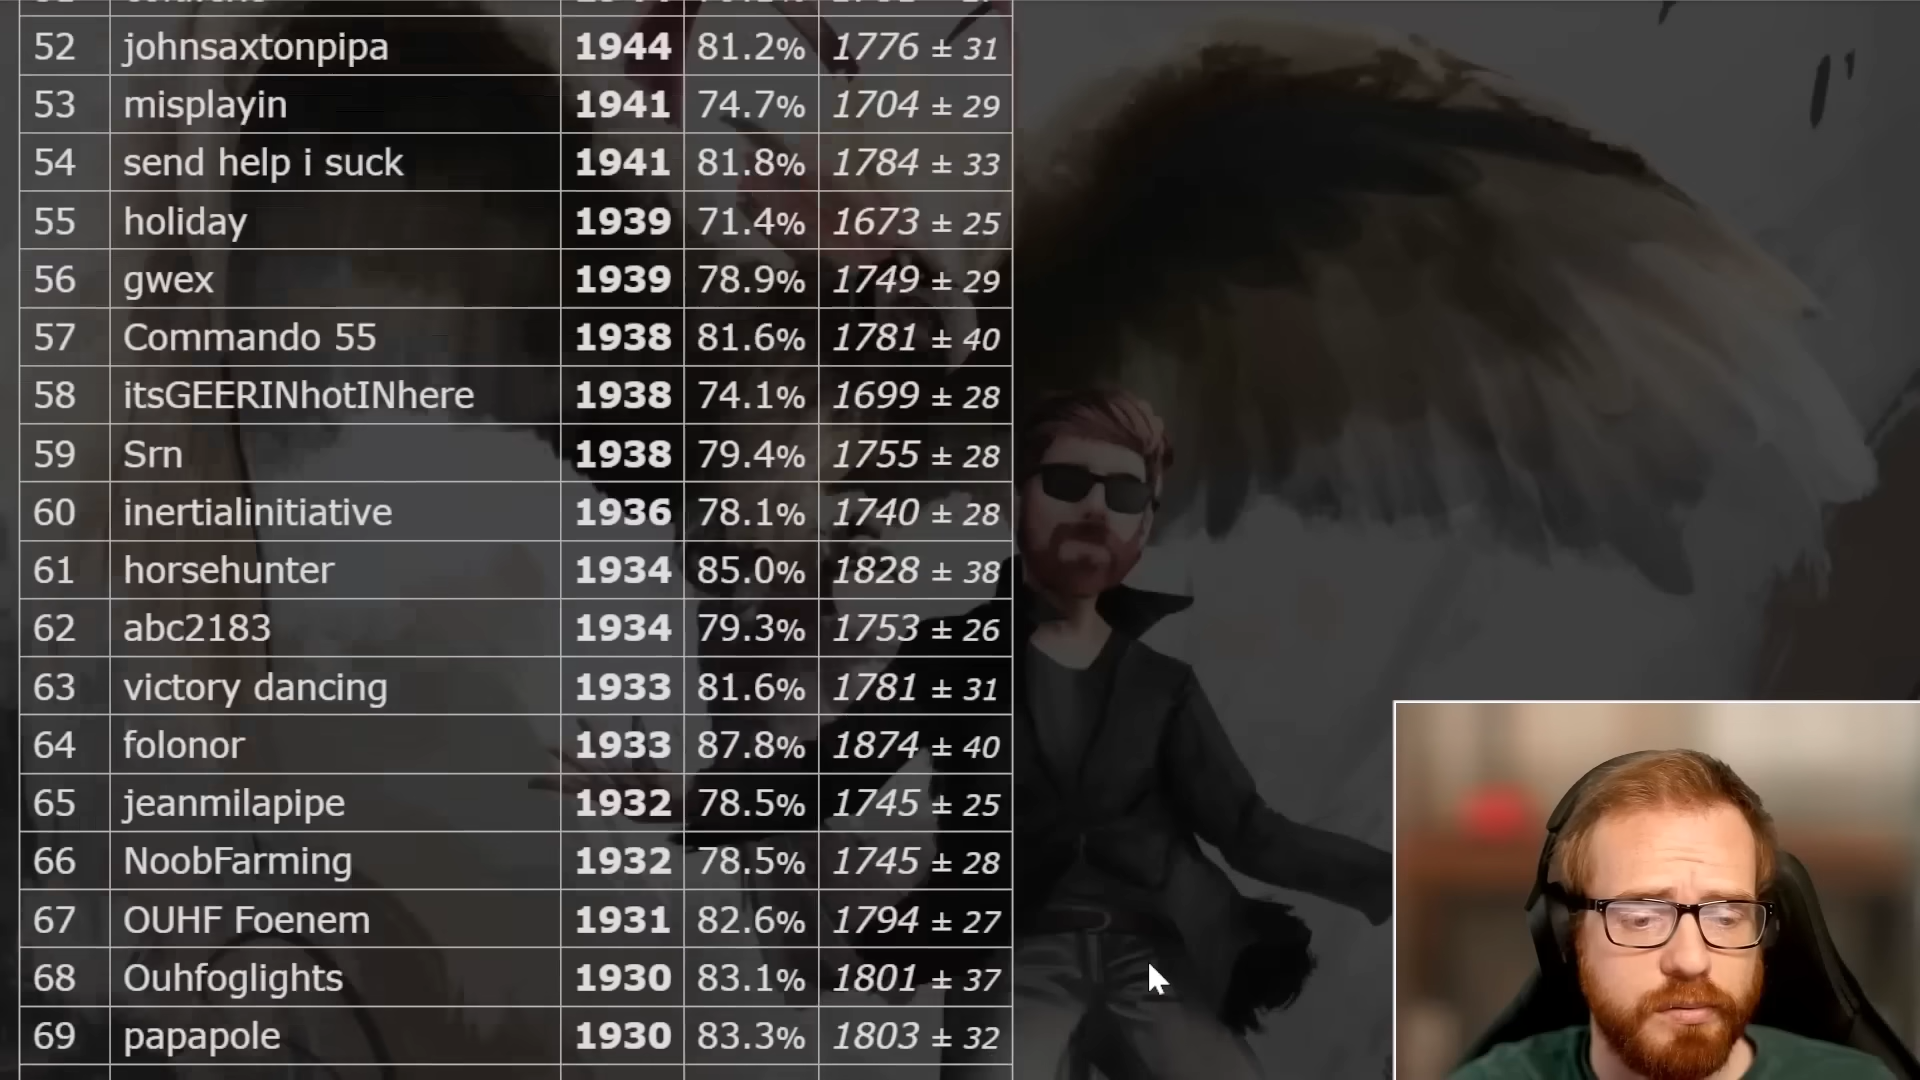 52 johnsaxtonpipa 1944 81.2% 1776 ± 31
53 misplayin 1941 74.7% 1704 ± 29
54 send help i suck 1941 81.8% 1784 ± 33
55 holiday 1939 71.4% 1673 ± 25
56 gwex 1939 78.9% 1749 ± 29
57 Commando 55 1938 81.6% 1781 ± 40
58 itsGEERINhotINhere 1938 74.1% 1699 ± 28
59 Srn 1938 79.4% 1755 ± 28
60 inertialinitiative 1936 78.1% 1740 ± 28
61 horsehunter 1934 85.0% 1828 ± 38
62 abc2183 1934 79.3% 1753 ± 26
63 victory dancing 1933 81.6% 1781 ± 31
64 folonor 1933 87.8% 1874 ± 40
65 jeanmilapipe 1932 78.5% 1745 ± 25
66 NoobFarming 1932 78.5% 1745 ± 28
67 OUHF Foenem 1931 82.6% 1794 ± 27
68 Ouhfoglights 1930 83.1% 1801 ± 37
69 papapole 1930 83.3% 1803 ± 32